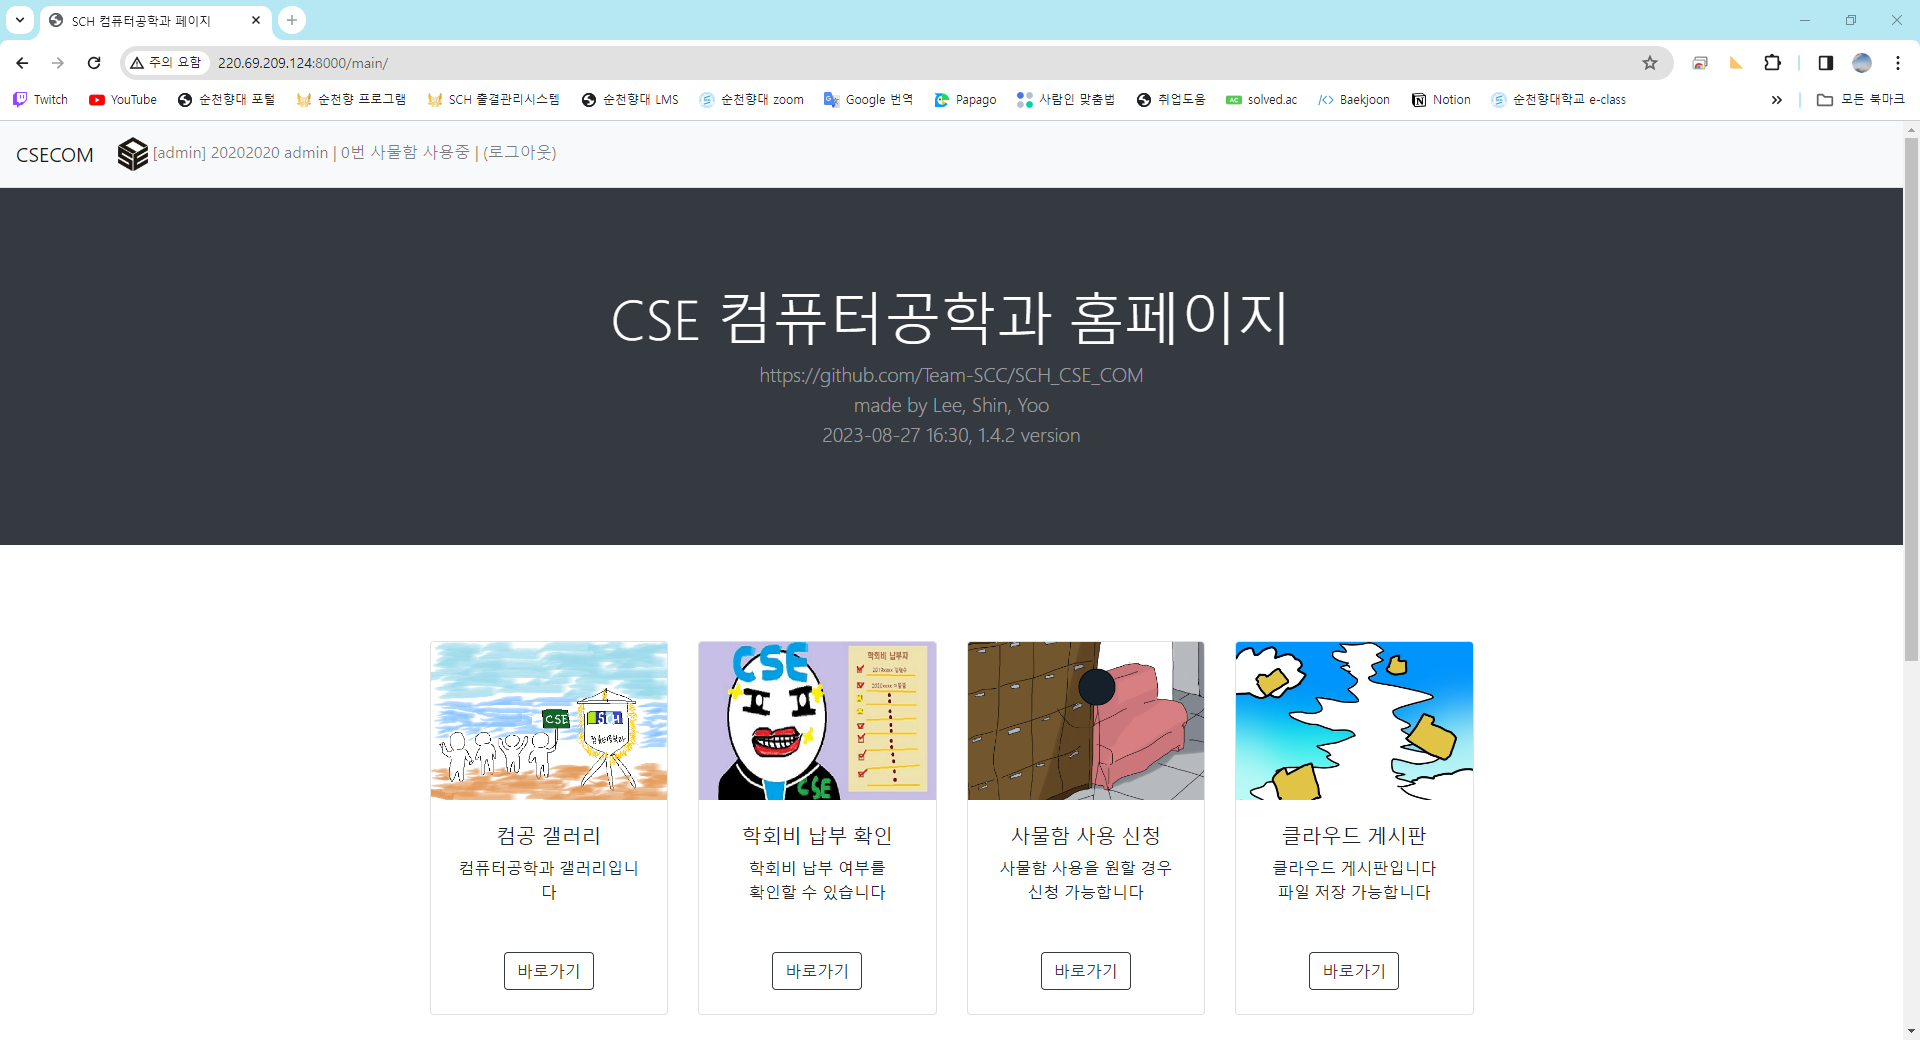 SCH 컴퓨터공학과 페이지
주의 요함 220.69.209.124:8000/main/
Twitch YouTube 순천향대 포털 순천향 프로그램 SCH 출결관리시스템 순천향대 LMS 순천향대 zoom Google 번역 Papago 사람인 맞춤법 취업도움 AC solved.ac </> Baekjoon Notion 순천향대학교 e-class » 모든 북마크
CSECOM [admin] 20202020 admin | 0번 사물함 사용중 | (로그아웃)
CSE 컴퓨터공학과 홈페이지
https://github.com/Team-SCC/SCH_CSE_COM
made by Lee, Shin, Yoo
2023-08-27 16:30, 1.4.2 version
CSE
SCH
컴퓨터공학과
CSE
학회비 납부자
CSE
컴공 갤러리
컴퓨터공학과 갤러리입니
다
바로가기
학회비 납부 확인
학회비 납부 여부를
확인할 수 있습니다
바로가기
사물함 사용 신청
사물함 사용을 원할 경우
신청 가능합니다
바로가기
클라우드 게시판
클라우드 게시판입니다
파일 저장 가능합니다
바로가기